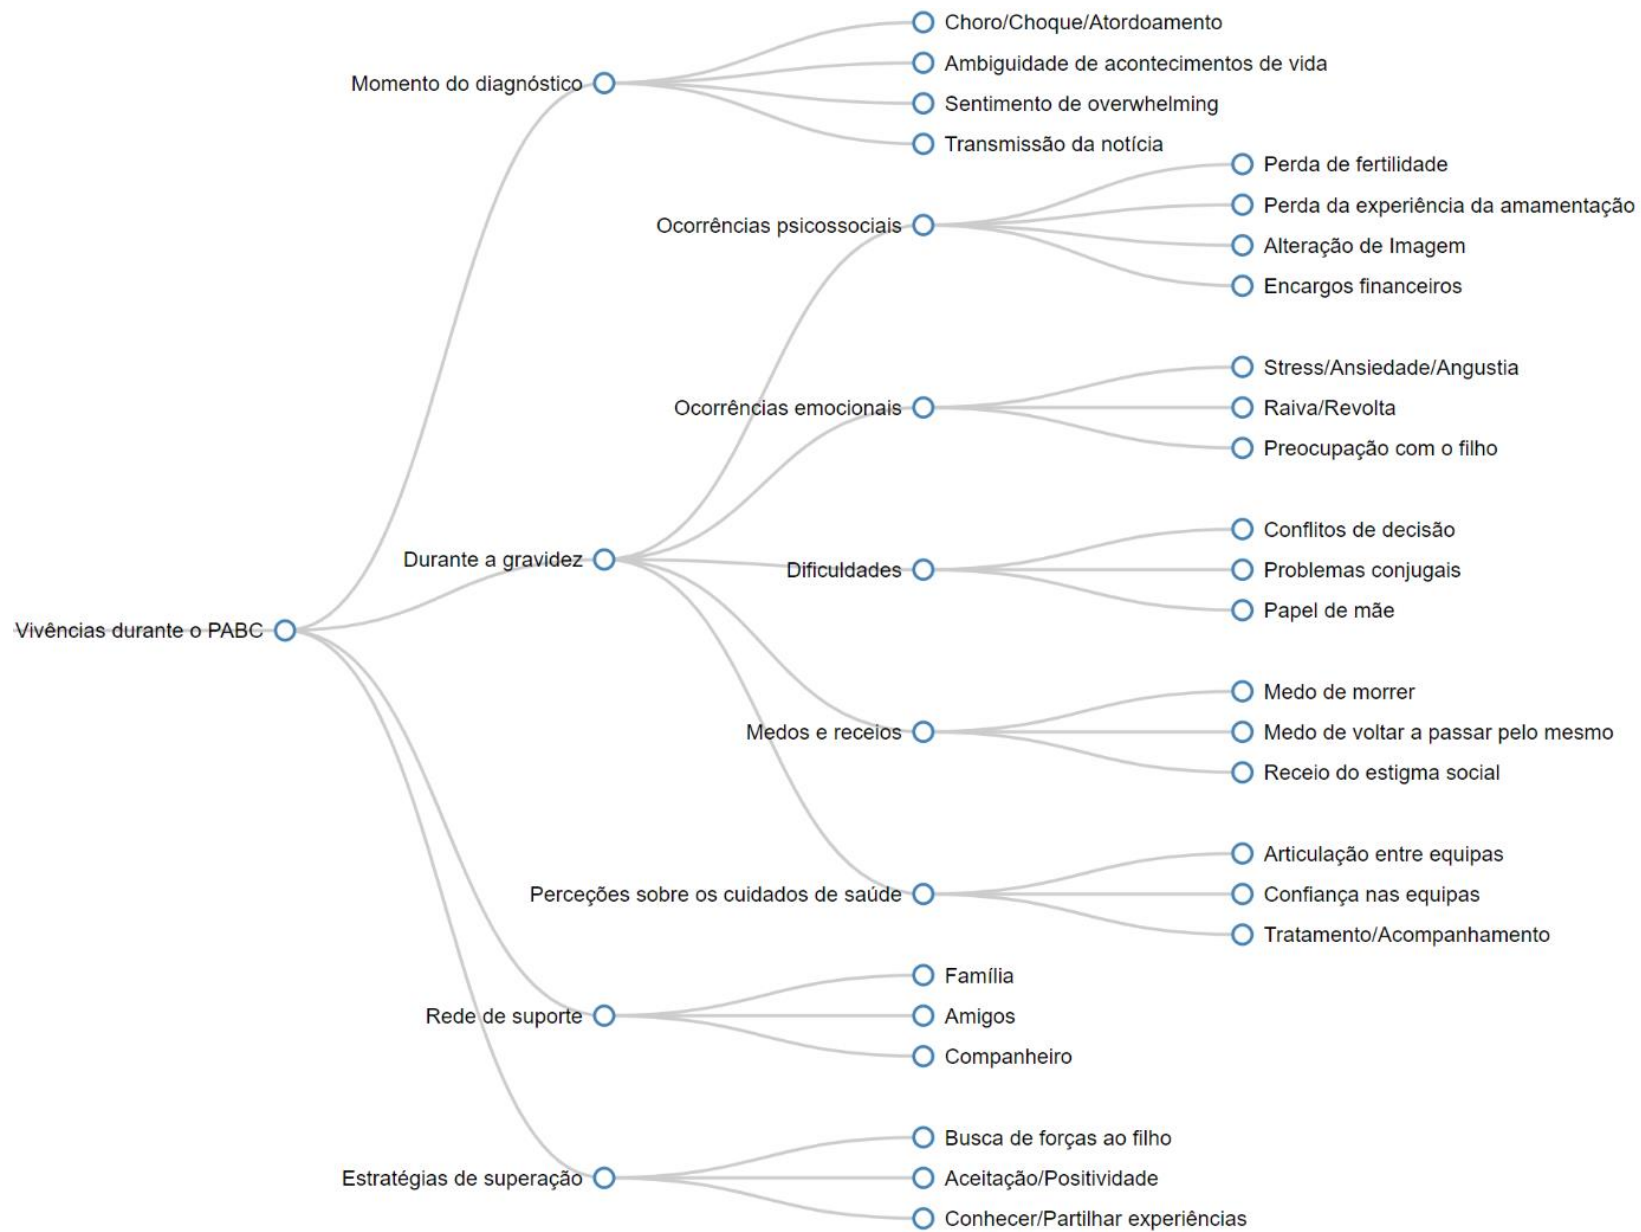 Vivências durante o PABC
Momento do diagnóstico
Choro/Choque/Atordoamento
Ambiguidade de acontecimentos de vida
Sentimento de overwhelming
Transmissão da notícia
Durante a gravidez
Ocorrências psicossociais
Perda de fertilidade
Perda da experiência da amamentação
Alteração de Imagem
Encargos financeiros
Ocorrências emocionais
Stress/Ansiedade/Angustia
Raiva/Revolta
Preocupação com o filho
Dificuldades
Conflitos de decisão
Problemas conjugais
Papel de mãe
Medos e receios
Medo de morrer
Medo de voltar a passar pelo mesmo
Receio do estigma social
Perceções sobre os cuidados de saúde
Articulação entre equipas
Confiança nas equipas
Tratamento/Acompanhamento
Rede de suporte
Família
Amigos
Companheiro
Estratégias de superação
Busca de forças ao filho
Aceitação/Positividade
Conhecer/Partilhar experiências